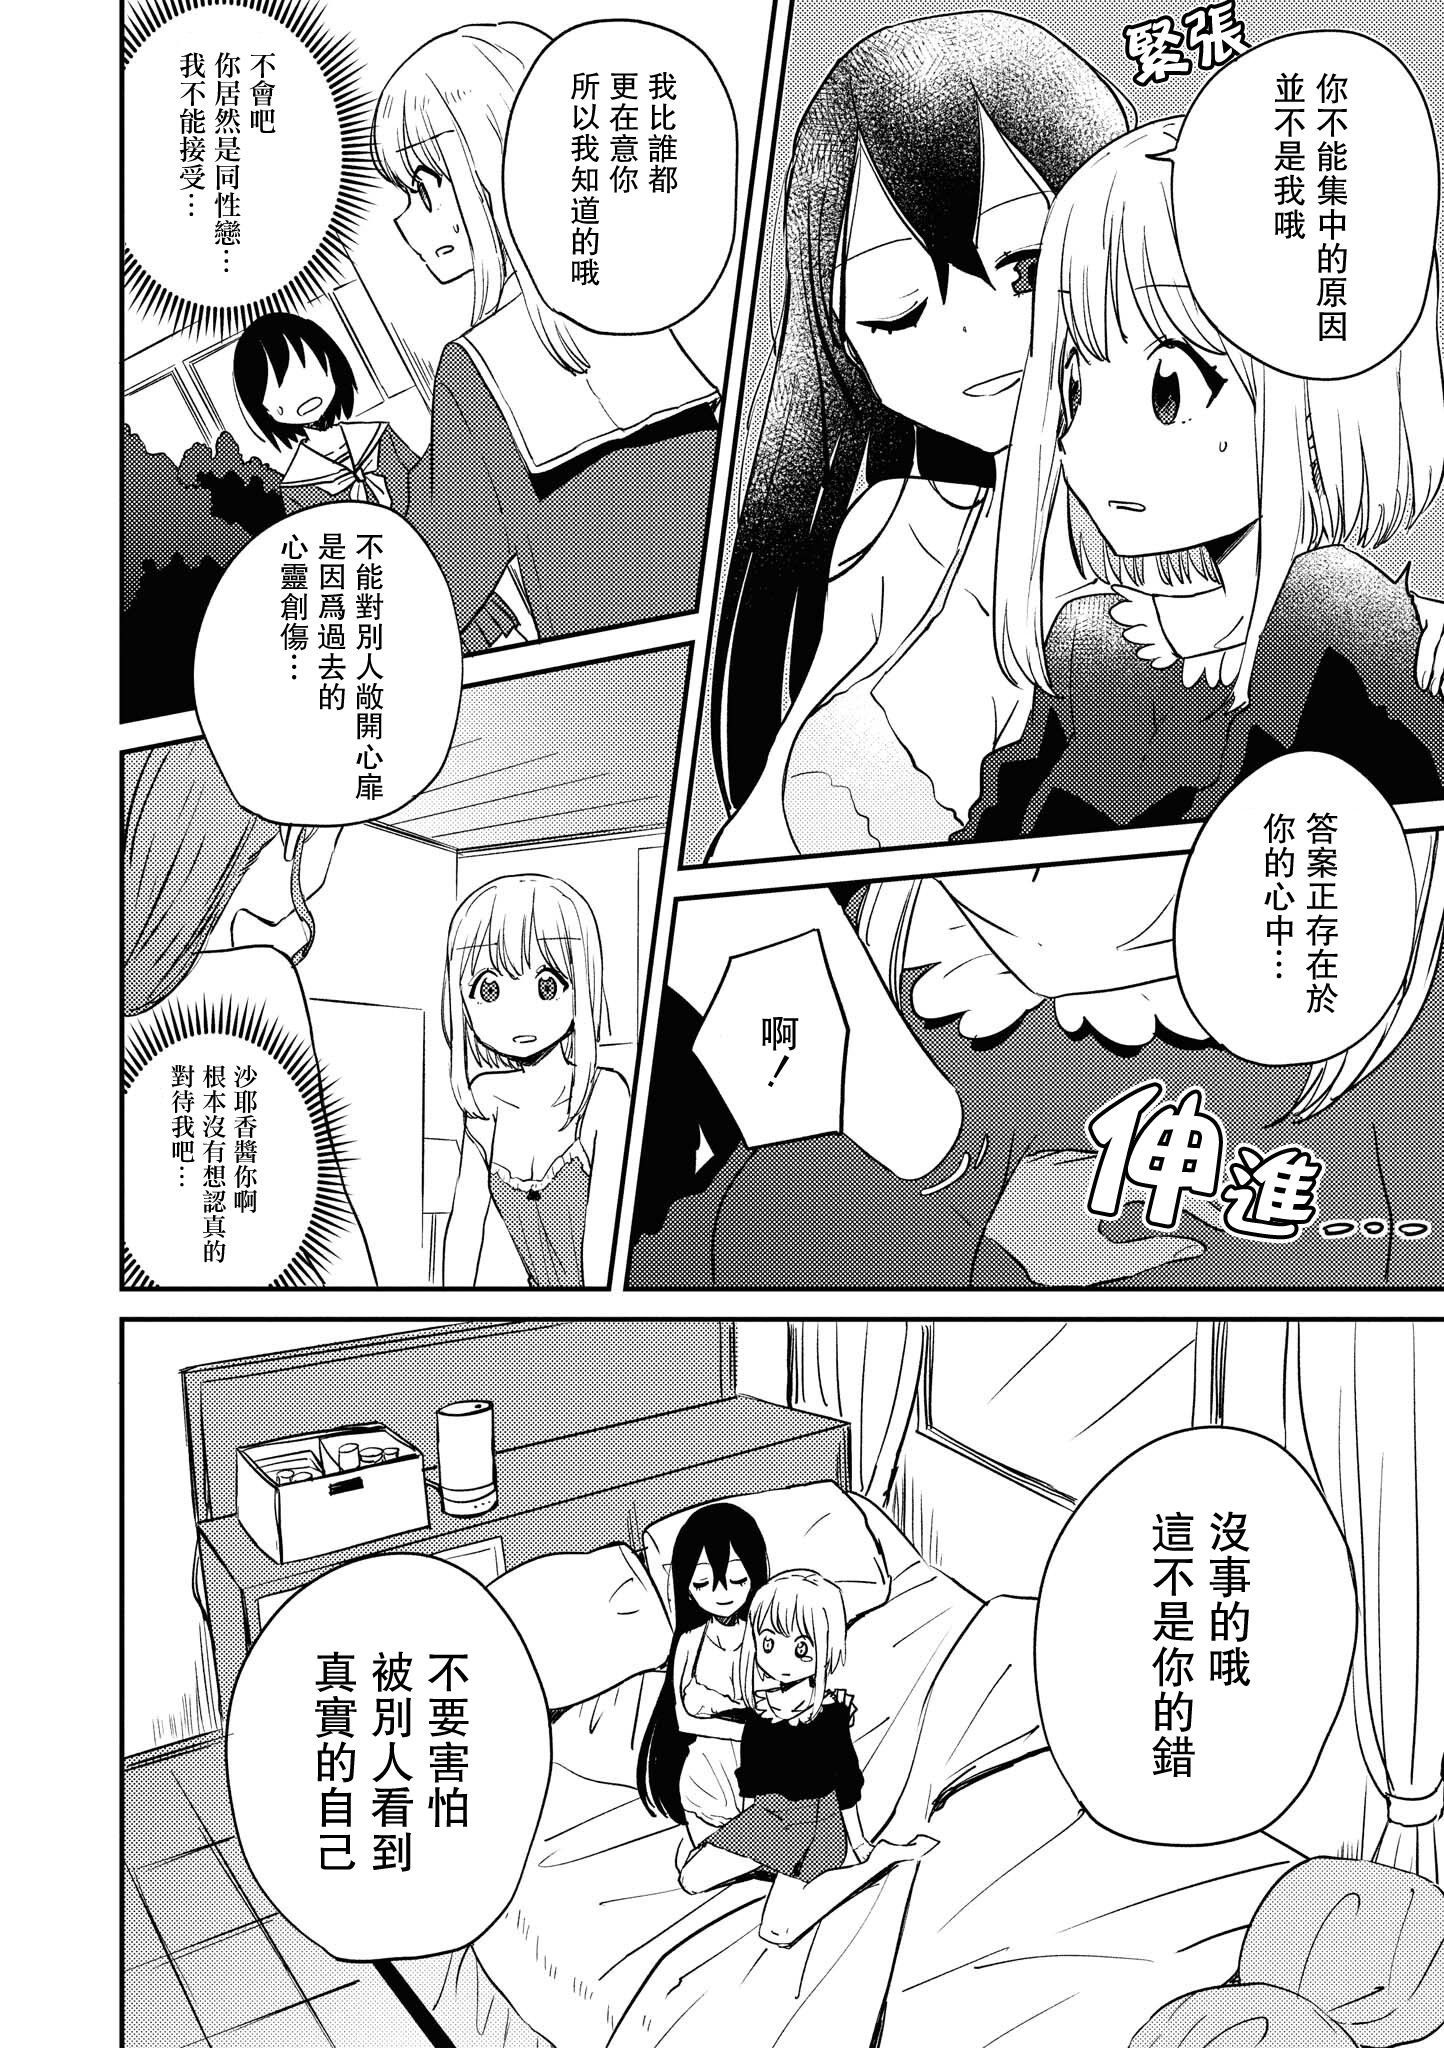 緊張
你不能集中的原因
並不是我哦
我比誰都
更在意你
所以我知道的哦
不會吧
你居然是同性戀…
我不能接受…
答案正存在於
你的心中…
伸進…
啊！
不能對別人敞開心扉
是因爲過去的
心靈創傷…
沙耶香醬你啊
根本沒有想認真的
對待我吧…
沒事的哦
這不是你的錯
不要害怕
被別人看到
真實的自己